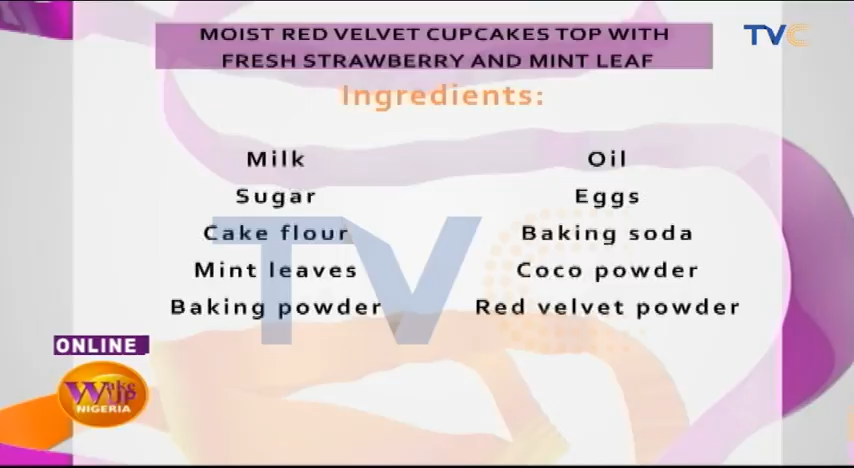 MOIST RED VELVET CUPCAKES TOP WITH
FRESH STRAWBERRY AND MINT LEAF
TVC
Ingredients:
Milk
Sugar
Cake flour
Mint leaves
Baking powder
Oil
Eggs
Baking soda
Coco powder
Red velvet powder
TVC
ONLINE
Wake
UP
NIGERIA